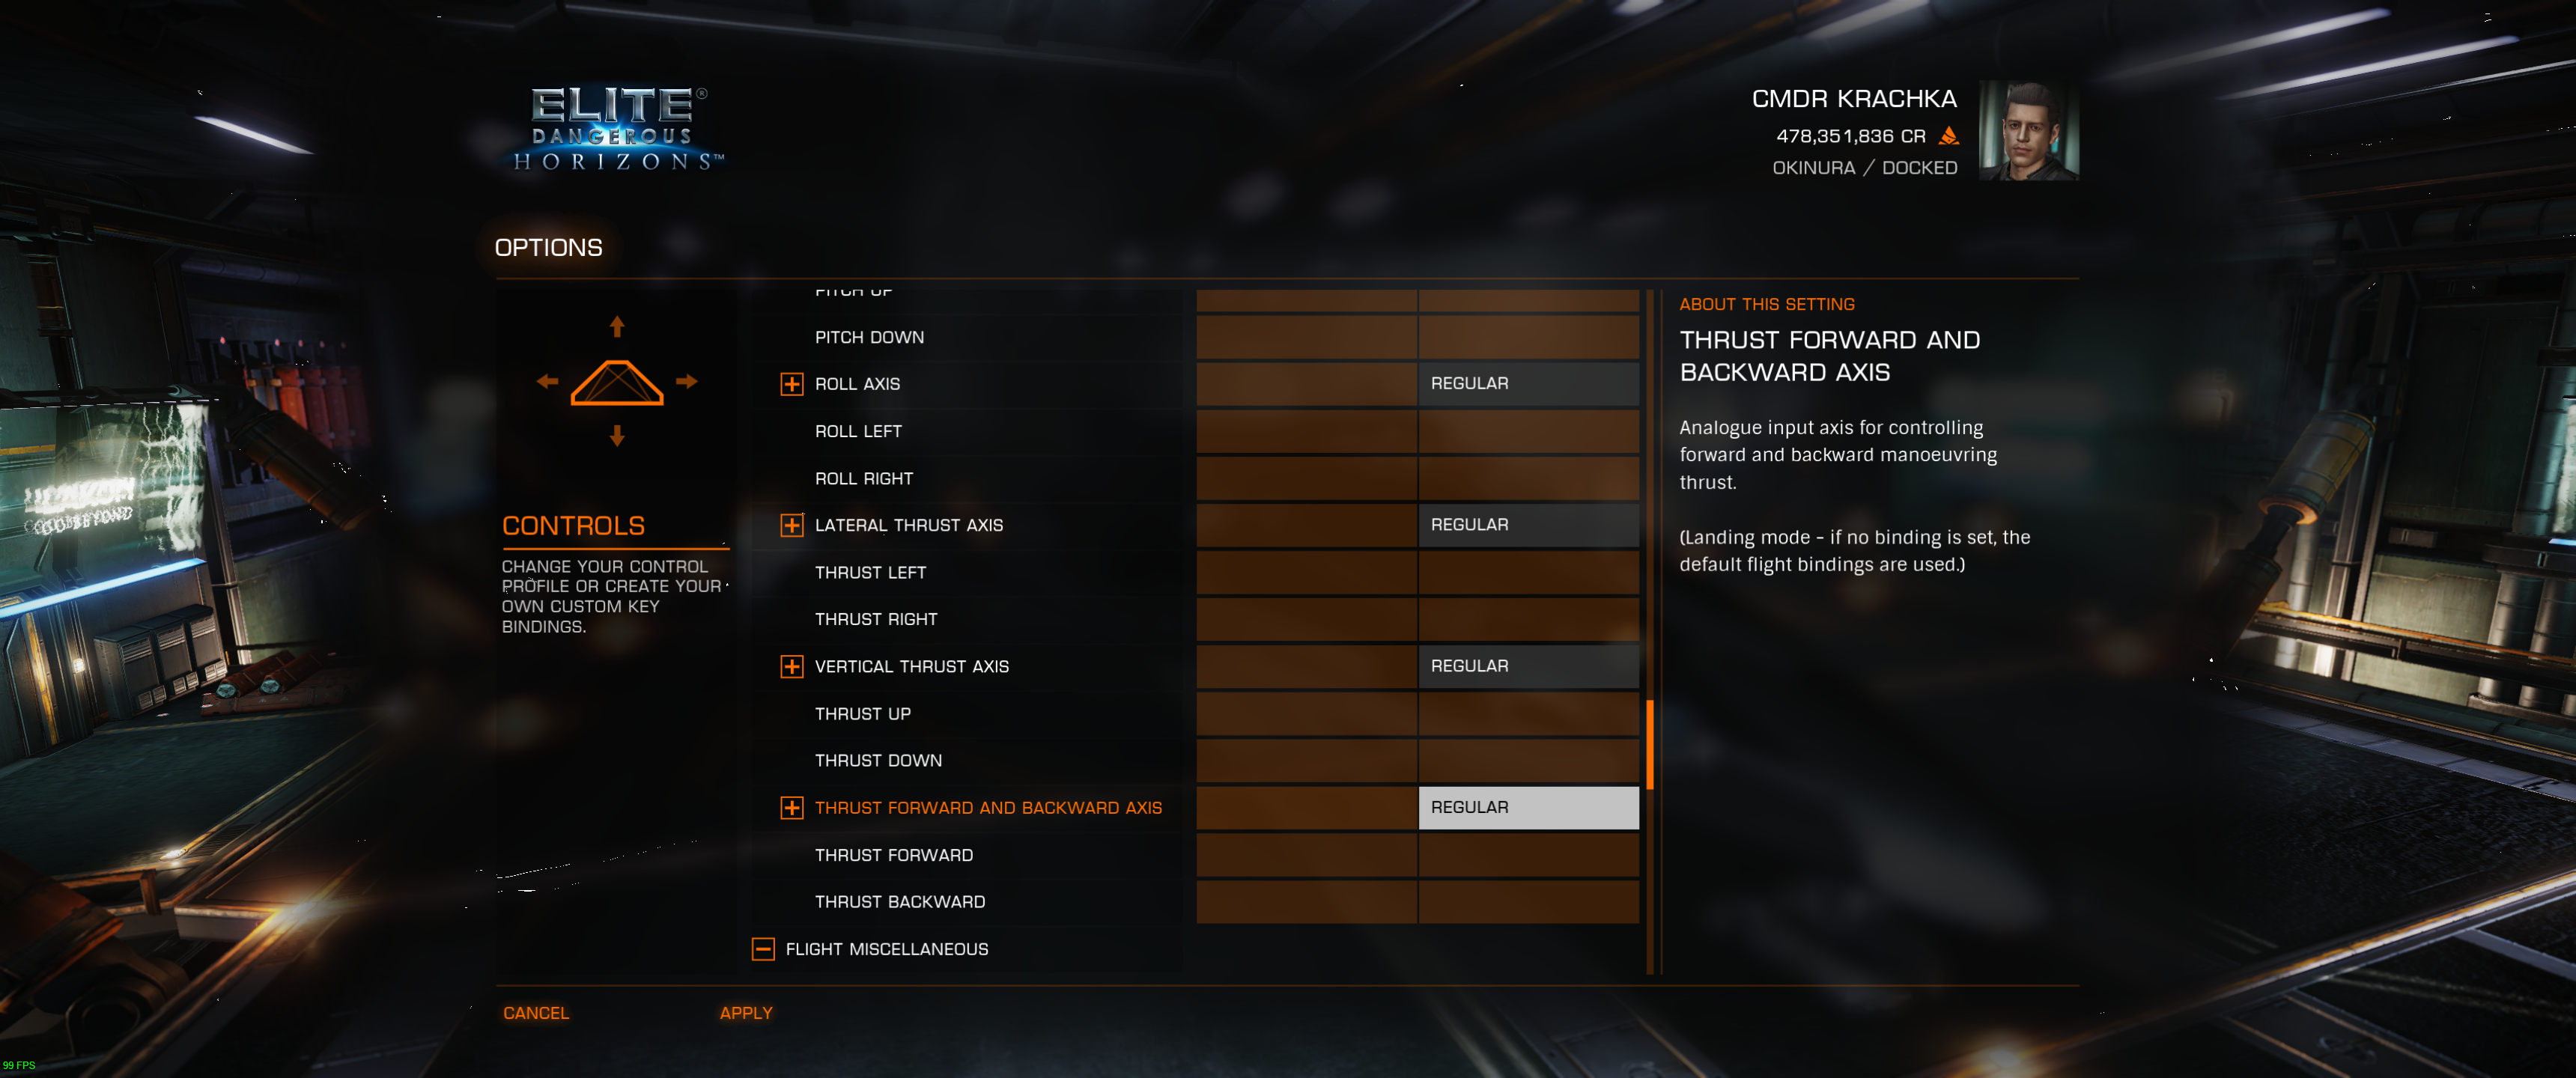 ELITE®
DANGEROUS
HORIZONS™
CMDR KRACHKA
478,351,836 CR
OKINURA / DOCKED
OPTIONS
CONTROLS
CHANGE YOUR CONTROL
PROFILE OR CREATE YOUR
OWN CUSTOM KEY
BINDINGS.
PITCH UP
PITCH DOWN
ROLL AXIS REGULAR
ROLL LEFT
ROLL RIGHT
LATERAL THRUST AXIS REGULAR
THRUST LEFT
THRUST RIGHT
VERTICAL THRUST AXIS REGULAR
THRUST UP
THRUST DOWN
THRUST FORWARD AND BACKWARD AXIS REGULAR
THRUST FORWARD
THRUST BACKWARD
FLIGHT MISCELLANEOUS
ABOUT THIS SETTING
THRUST FORWARD AND
BACKWARD AXIS
Analogue input axis for controlling
forward and backward manoeuvring
thrust.
(Landing mode - if no binding is set, the
default flight bindings are used.)
CANCEL APPLY
99 FPS